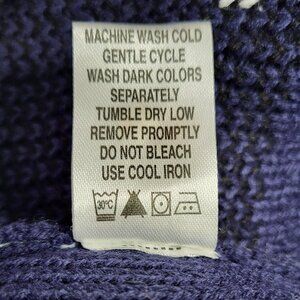 MACHINE WASH COLD
GENTLE CYCLE
WASH DARK COLORS
SEPARATELY
TUMBLE DRY LOW
REMOVE PROMPTLY
DO NOT BLEACH
USE COOL IRON
30°C